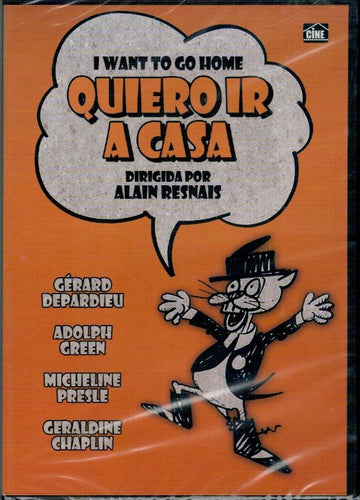 CINE
I WANT TO GO HOME
QUIERO IR
A CASA
DIRIGIDA POR
ALAIN RESNAIS
GÉRARD
DEPARDIEU
ADOLPH
GREEN
MICHELINE
PRESLE
GERALDINE
CHAPLIN